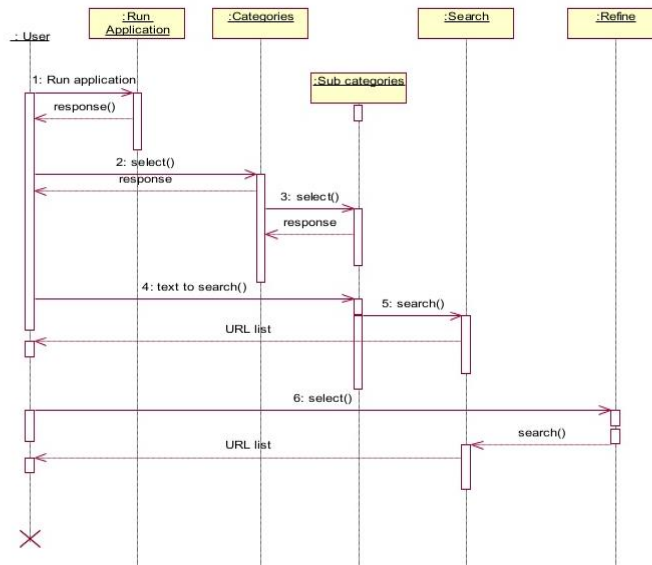 : User
:Run
Application
:Categories
:Search
:Refine
:Sub categories
1: Run application
response()
2: select()
response
3: select()
response
4: text to search()
5: search()
URL list
6: select()
search()
URL list